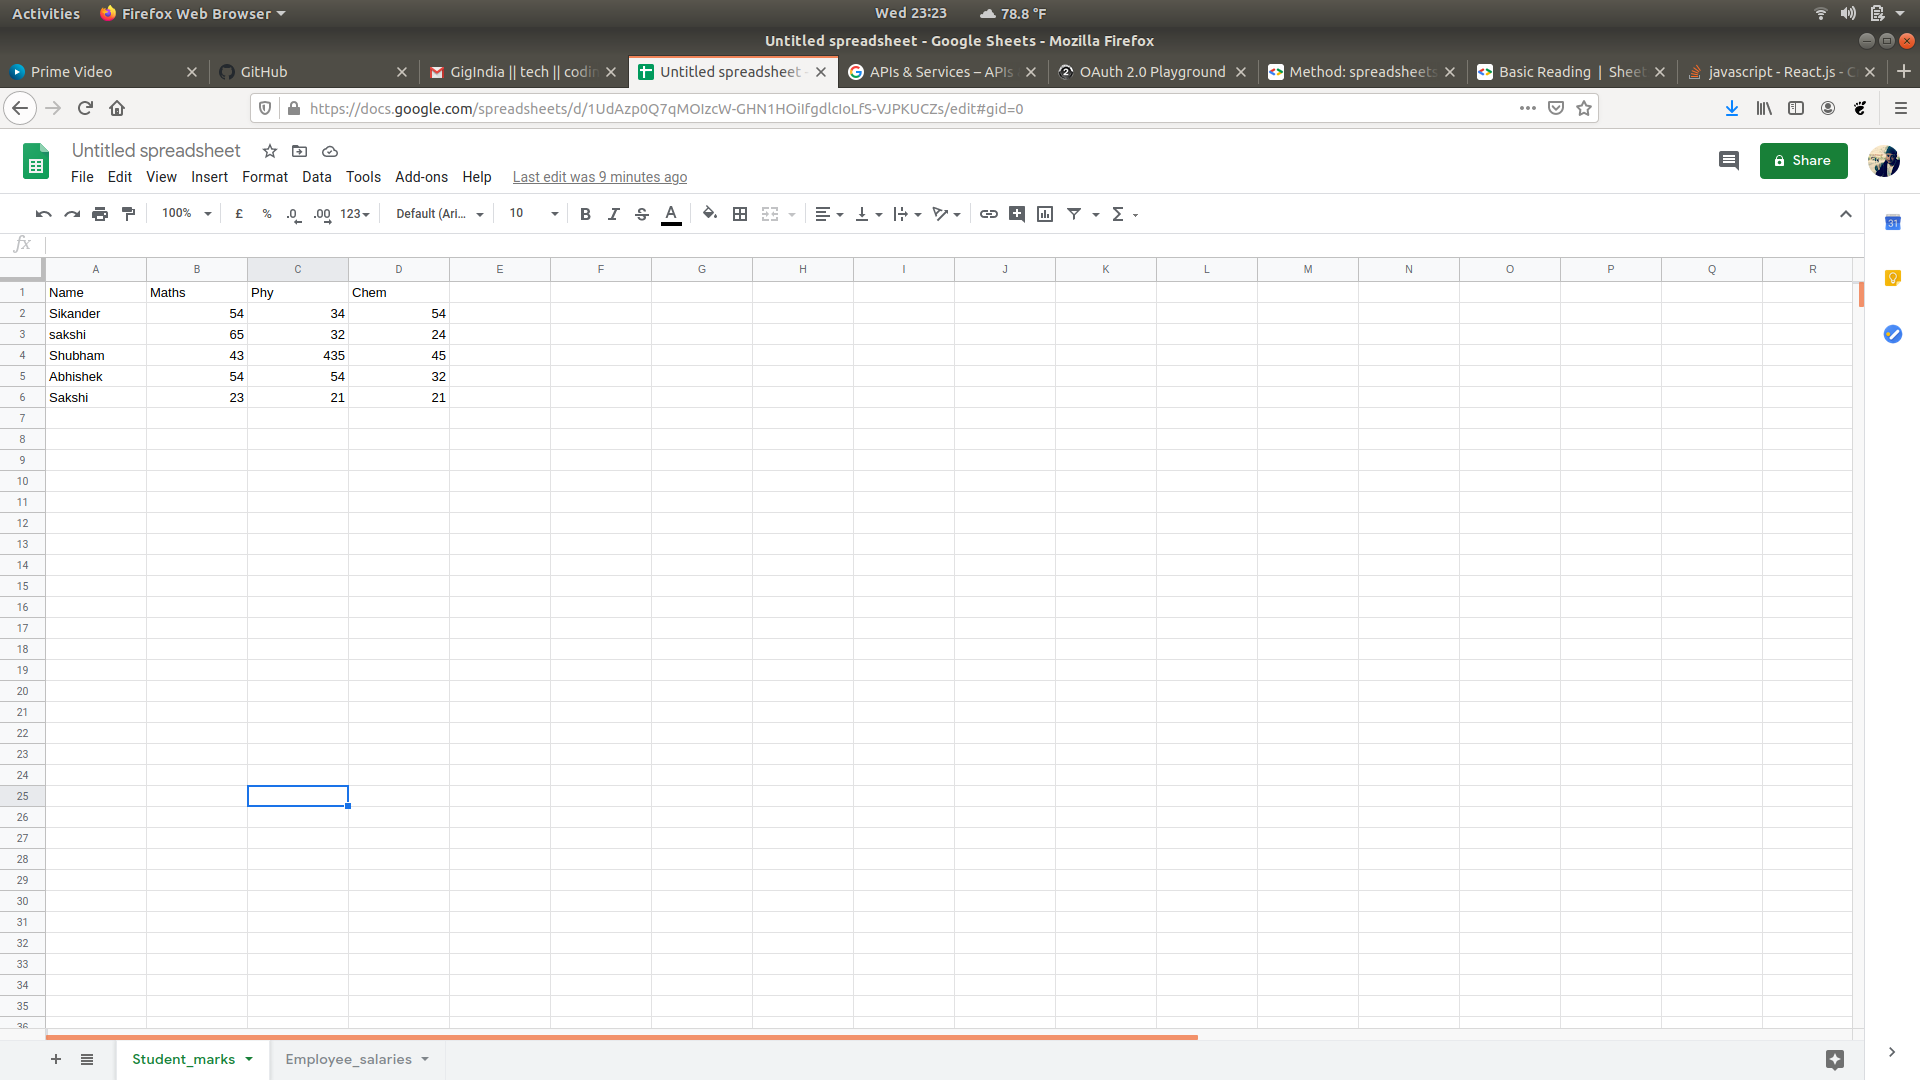 Activities Firefox Web Browser Wed 23:23 78.8 °F
Untitled spreadsheet - Google Sheets - Mozilla Firefox
Prime Video GitHub GigIndia || tech || codin Untitled spreadsheet - APIs & Services – APIs OAuth 2.0 Playground Method: spreadsheets Basic Reading | Sheet javascript - React.js - C
https://docs.google.com/spreadsheets/d/1UdAzp0Q7qMOIzcW-GHN1HOiIfgdlcIoLfS-VJPKUCZs/edit#gid=0
Untitled spreadsheet
Share
File Edit View Insert Format Data Tools Add-ons Help Last edit was 9 minutes ago
100% £ % .0 .00 123 Default (Ari... 10 B I S A Σ
31
fx
A B C D E F G H I J K L M N O P Q R
1 Name Maths Phy Chem
2 Sikander 54 34 54
3 sakshi 65 32 24
4 Shubham 43 435 45
5 Abhishek 54 54 32
6 Sakshi 23 21 21
7
8
9
10
11
12
13
14
15
16
17
18
19
20
21
22
23
24
25
26
27
28
29
30
31
32
33
34
35
36
Student_marks Employee_salaries